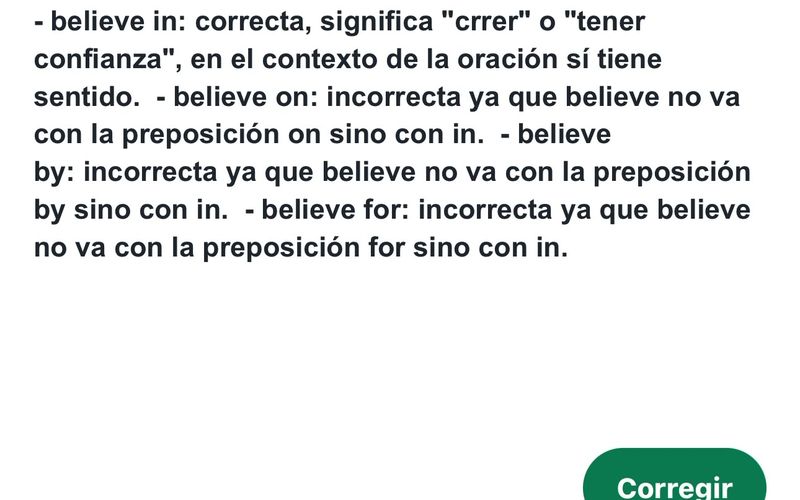 - believe in: correcta, significa "crrer" o "tener
confianza", en el contexto de la oración sí tiene
sentido.  - believe on: incorrecta ya que believe no va
con la preposición on sino con in.  - believe
by: incorrecta ya que believe no va con la preposición
by sino con in.  - believe for: incorrecta ya que believe
no va con la preposición for sino con in.
Corregir